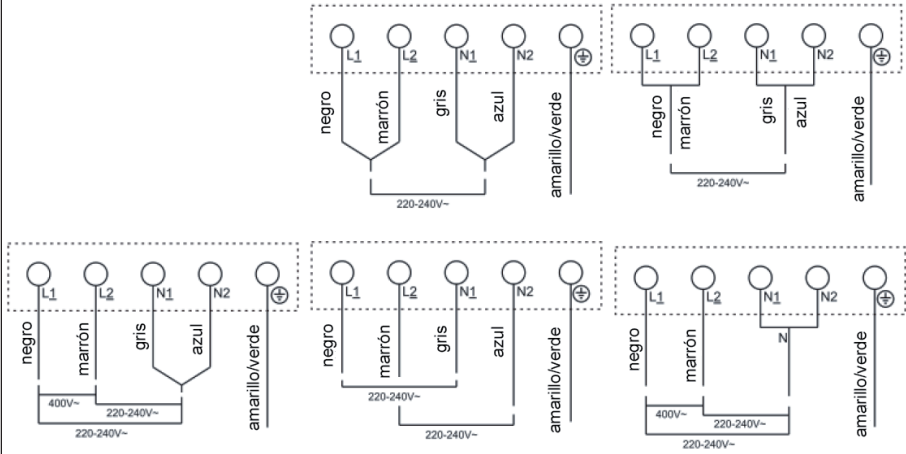 L1 L2 N1 N2
negro marrón gris azul amarillo/verde
220-240V~
L1 L2 N1 N2
negro marrón gris azul amarillo/verde
220-240V~
L1 L2 N1 N2
negro marrón gris azul amarillo/verde
400V~
220-240V~
220-240V~
L1 L2 N1 N2
negro marrón gris azul amarillo/verde
220-240V~
220-240V~
L1 L2 N1 N2
N
negro marrón amarillo/verde
400V~
220-240V~
220-240V~